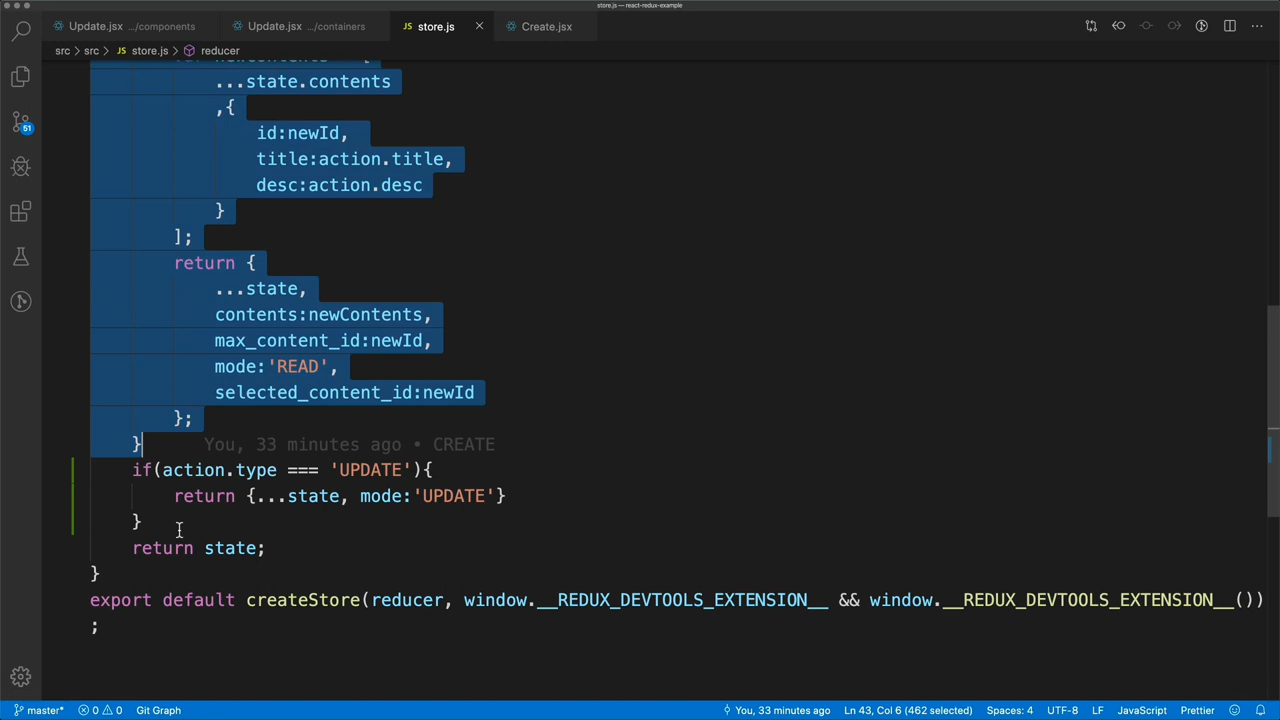 store.js — react-redux-example
Update.jsx .../components
Update.jsx .../containers
store.js
Create.jsx
src > src > JS store.js > reducer
...state.contents
,{
id:newId,
title:action.title,
desc:action.desc
}
];
return {
...state,
contents:newContents,
max_content_id:newId,
mode:'READ',
selected_content_id:newId
};
} You, 33 minutes ago • CREATE
if(action.type === 'UPDATE'){
return {...state, mode:'UPDATE'}
}
return state;
}
export default createStore(reducer, window.__REDUX_DEVTOOLS_EXTENSION__ && window.__REDUX_DEVTOOLS_EXTENSION__())
;
51
master* 0 0 Git Graph You, 33 minutes ago Ln 43, Col 6 (462 selected) Spaces: 4 UTF-8 LF JavaScript Prettier